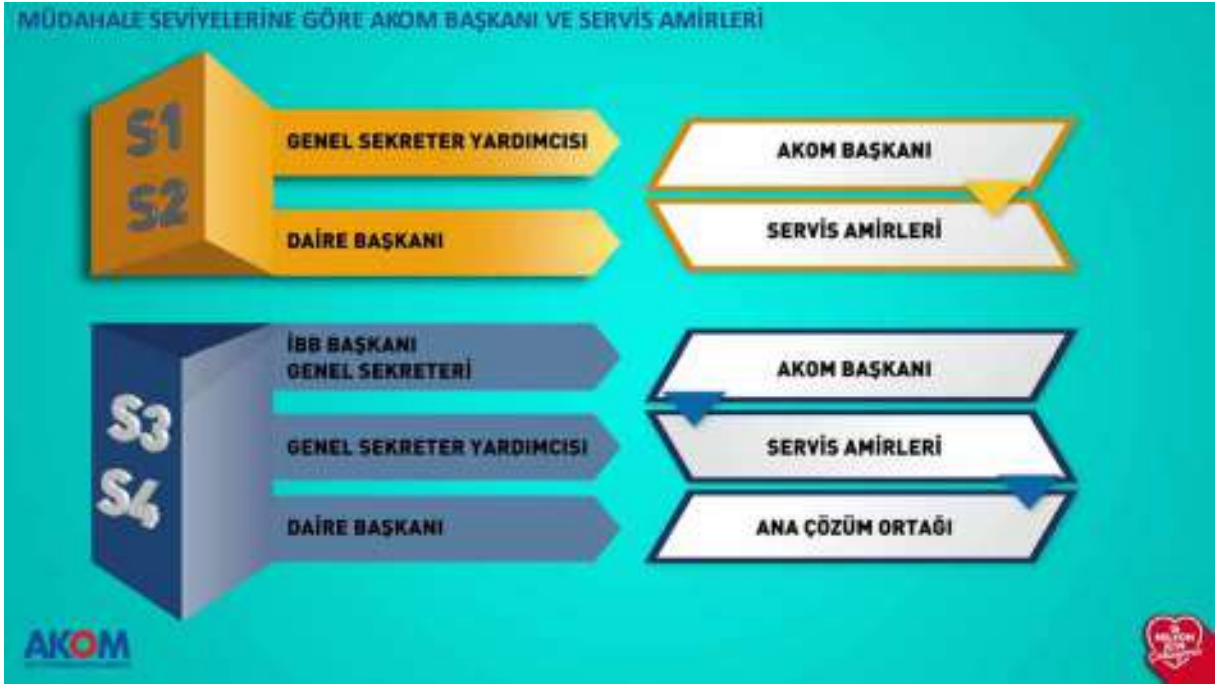 MÜDAHALE SEVİYELERİNE GÖRE AKOM BAŞKANI VE SERVİS AMİRLERİ
S1
S2
GENEL SEKRETER YARDIMCISI
AKOM BAŞKANI
DAİRE BAŞKANI
SERVİS AMİRLERİ
S3
S4
İBB BAŞKANI
GENEL SEKRETERİ
AKOM BAŞKANI
GENEL SEKRETER YARDIMCISI
SERVİS AMİRLERİ
DAİRE BAŞKANI
ANA ÇÖZÜM ORTAĞI
AKOM
MİLYON